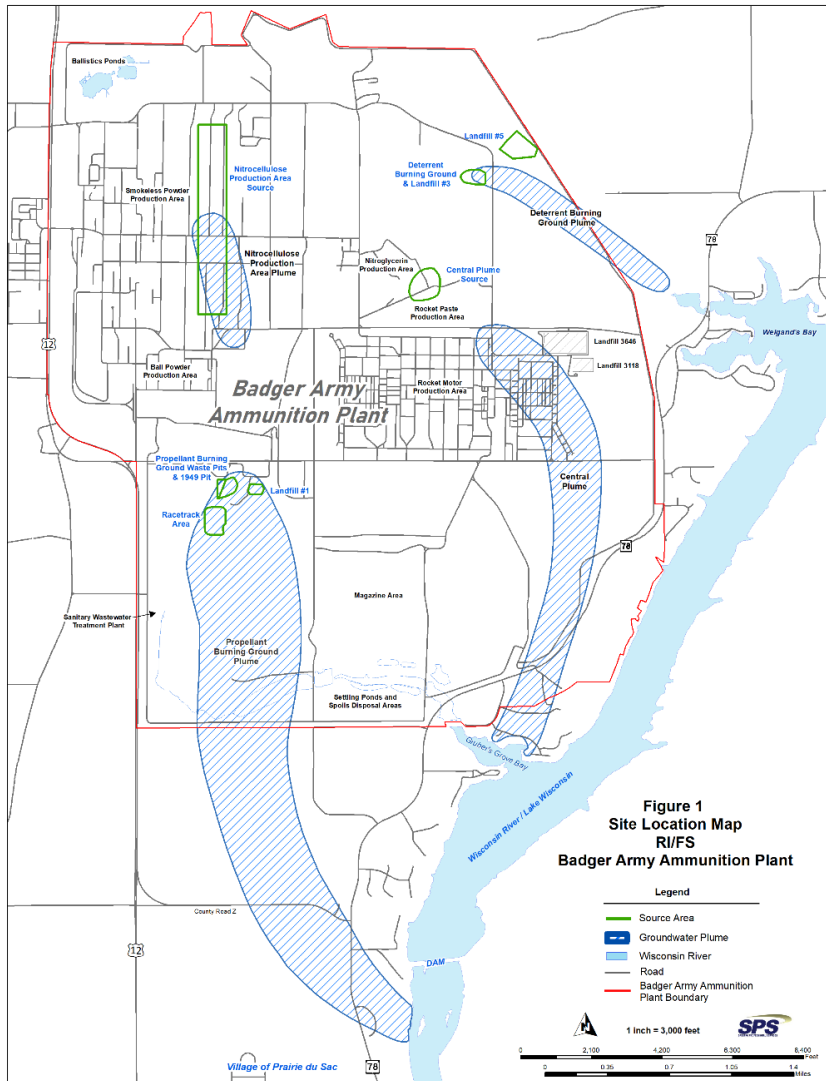 Ballistics Ponds
Landfill #5
Nitrocellulose
Production Area
Source
Deterrent
Burning Ground
& Landfill #3
Smokeless Powder
Production Area
Deterrent Burning
Ground Plume
78
Nitrocellulose
Production
Area Plume
Nitroglycerin
Production Area
Central Plume
Source
Rocket Paste
Production Area
Weigand's Bay
12
Landfill 3646
Landfill 3118
Ball Powder
Production Area
Rocket Motor
Production Area
Badger Army
Ammunition Plant
Propellant Burning
Ground Waste Pits
& 1949 Pit
Landfill #1
Racetrack
Area
Central
Plume
78
Magazine Area
Sanitary Wastewater
Treatment Plant
Propellant
Burning Ground
Plume
Settling Ponds and
Spoils Disposal Areas
Gruber's Grove Bay
Wisconsin River / Lake Wisconsin
Figure 1
Site Location Map
RI/FS
Badger Army Ammunition Plant
Legend
Source Area
Groundwater Plume
Wisconsin River
Road
Badger Army Ammunition
Plant Boundary
County Road Z
12
DAM
N
1 inch = 3,000 feet
SPS
0 2,100 4,200 6,300 8,400
Feet
0 0.35 0.7 1.05 1.4
Miles
Village of Prairie du Sac
78